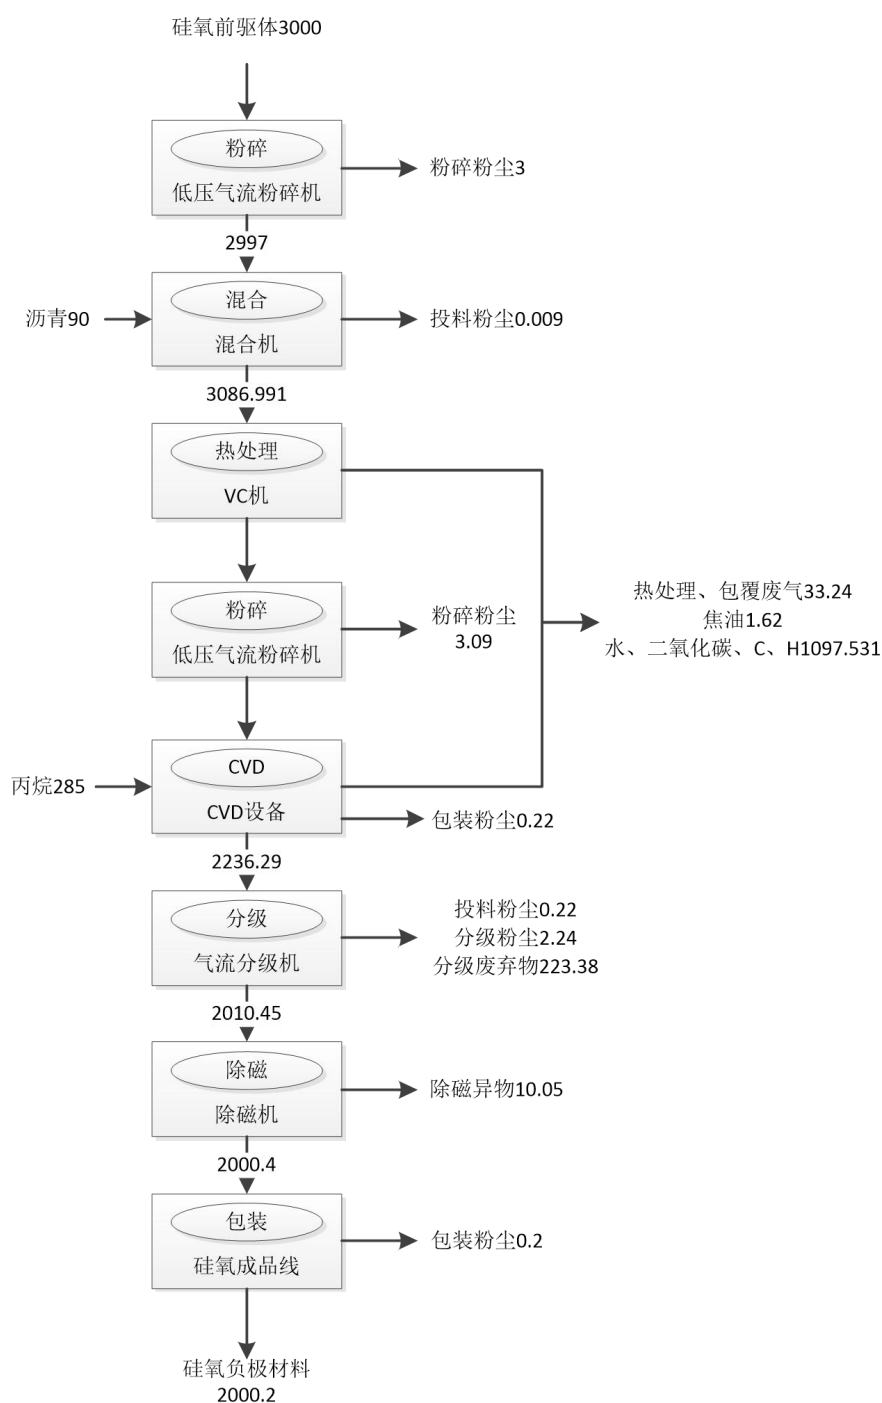 硅氧前驱体3000
粉碎
低压气流粉碎机
粉碎粉尘3
2997
沥青90
混合
混合机
投料粉尘0.009
3086.991
热处理
VC机
粉碎
低压气流粉碎机
粉碎粉尘
3.09
热处理、包覆废气33.24
焦油1.62
水、二氧化碳、C、H1097.531
丙烷285
CVD
CVD设备
包装粉尘0.22
2236.29
分级
气流分级机
投料粉尘0.22
分级粉尘2.24
分级废弃物223.38
2010.45
除磁
除磁机
除磁异物10.05
2000.4
包装
硅氧成品线
包装粉尘0.2
硅氧负极材料
2000.2